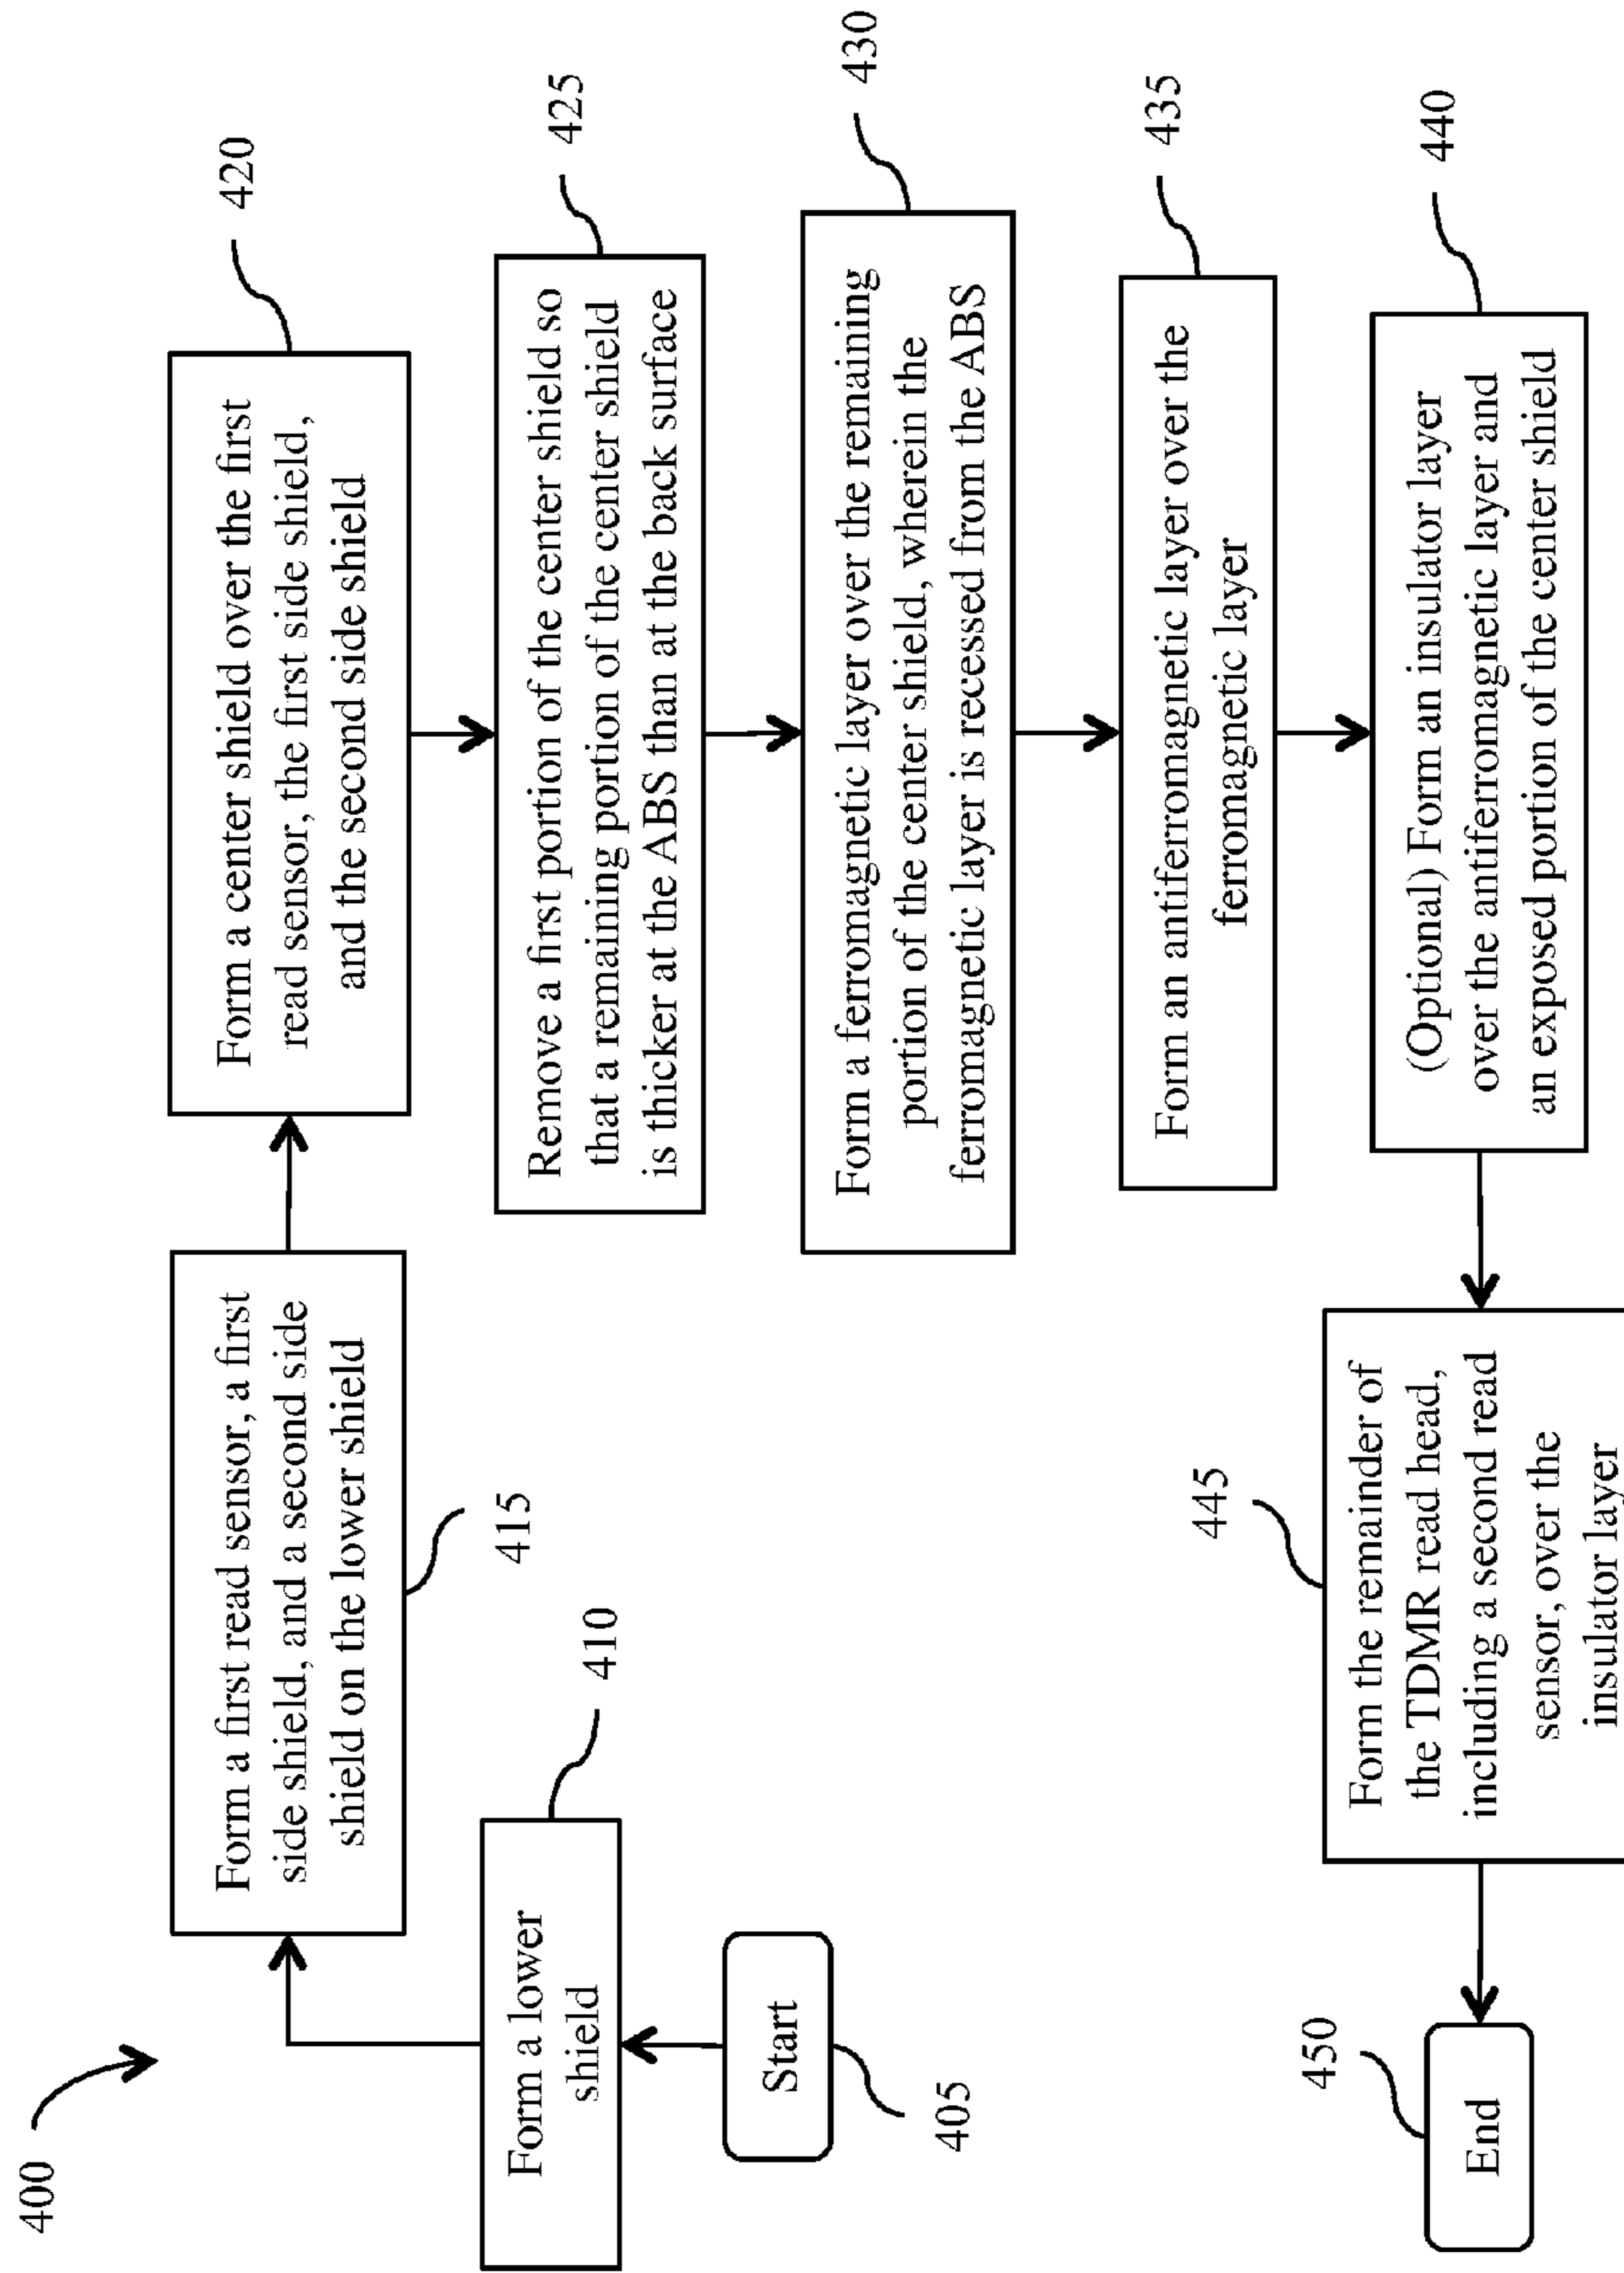 400
Start
405
Form a lower
shield
410
Form a first read sensor, a first
side shield, and a second side
shield on the lower shield
415
Form a center shield over the first
read sensor, the first side shield,
and the second side shield
420
Remove a first portion of the center shield so
that a remaining portion of the center shield
is thicker at the ABS than at the back surface
425
Form a ferromagnetic layer over the remaining
portion of the center shield, wherein the
ferromagnetic layer is recessed from the ABS
430
Form an antiferromagnetic layer over the
ferromagnetic layer
435
(Optional) Form an insulator layer
over the antiferromagnetic layer and
an exposed portion of the center shield
440
Form the remainder of
the TDMR read head,
including a second read
sensor, over the
insulator layer
445
End
450